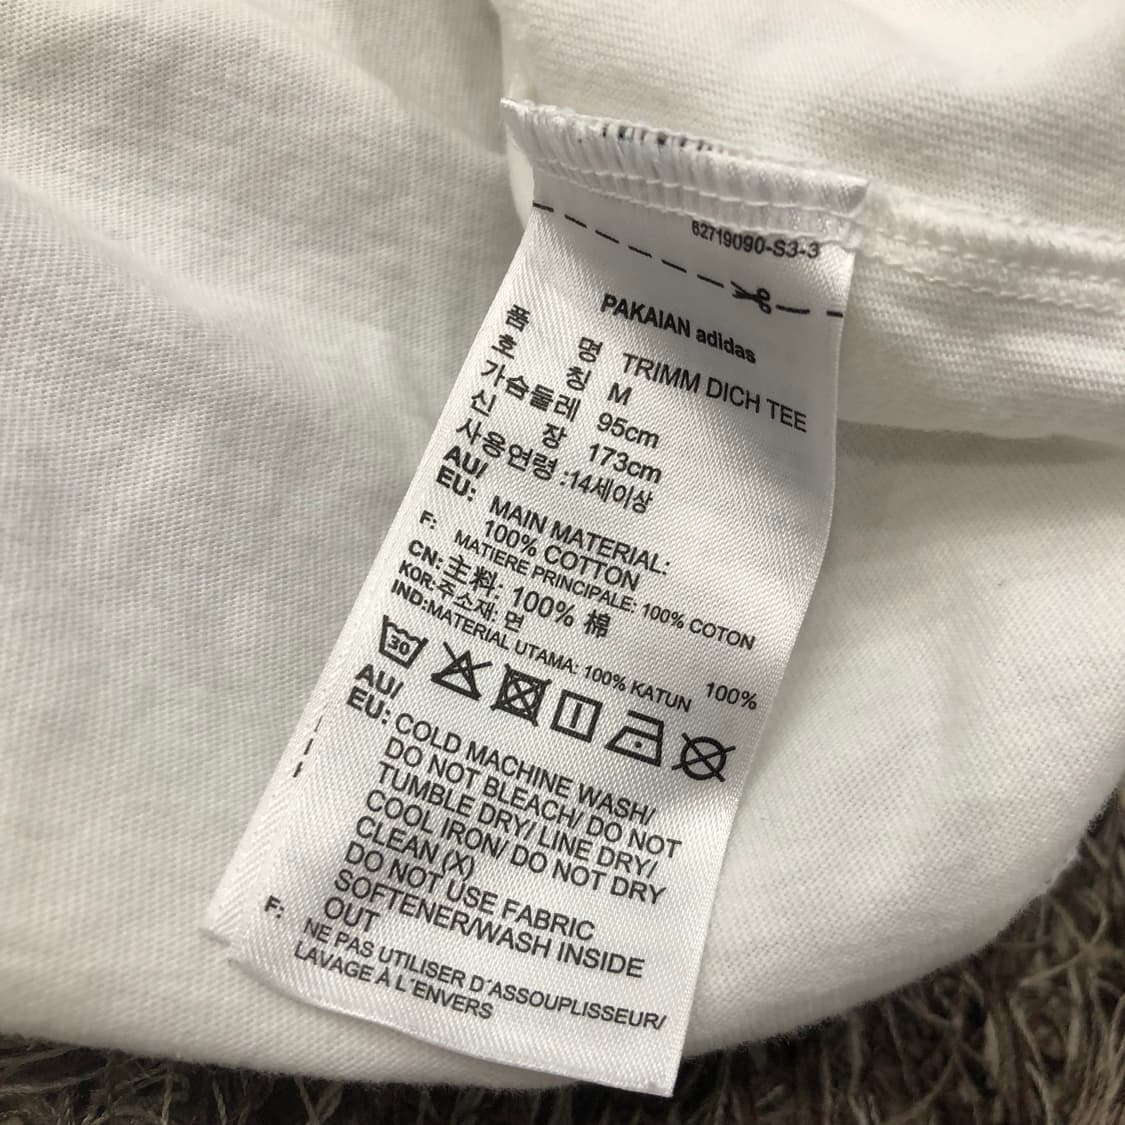 62719090-S3-3
PAKAIAN adidas
품 명 TRIMM DICH TEE
호 칭 M
가슴둘레 95cm
신 장 173cm
사용연령 :14세이상
AU/
EU: MAIN MATERIAL:
100% COTTON
F: MATIERE PRINCIPALE: 100% COTON
CN: 主料: 100% 棉
KOR:주소재: 면 100%
IND:MATERIAL UTAMA: 100% KATUN
30
AU/
EU: COLD MACHINE WASH/
DO NOT BLEACH/ DO NOT
TUMBLE DRY/ LINE DRY/
COOL IRON/ DO NOT DRY
CLEAN (X)
DO NOT USE FABRIC
SOFTENER/WASH INSIDE
OUT
F: NE PAS UTILISER D´ASSOUPLISSEUR/
LAVAGE À L´ENVERS